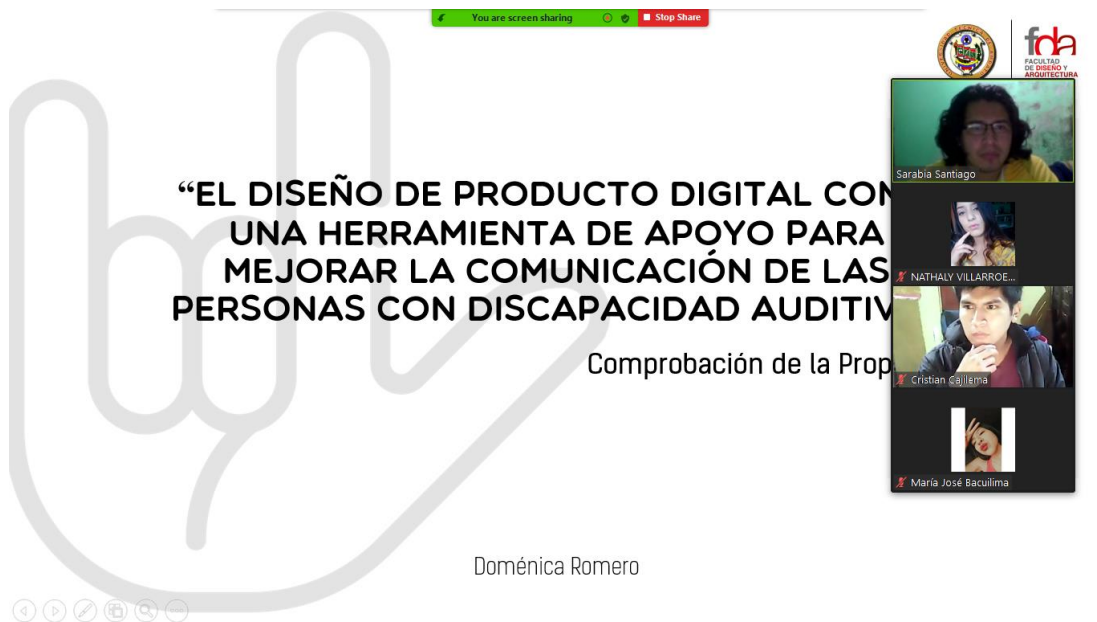 You are screen sharing
Stop Share
fda
FACULTAD
DE DISEÑO Y
ARQUITECTURA
“EL DISEÑO DE PRODUCTO DIGITAL COM
UNA HERRAMIENTA DE APOYO PARA
MEJORAR LA COMUNICACIÓN DE LAS
PERSONAS CON DISCAPACIDAD AUDITIV
Comprobación de la Prop
Doménica Romero
Sarabia Santiago
NATHALY VILLARROE...
Cristian Cajilema
María José Bacuilima